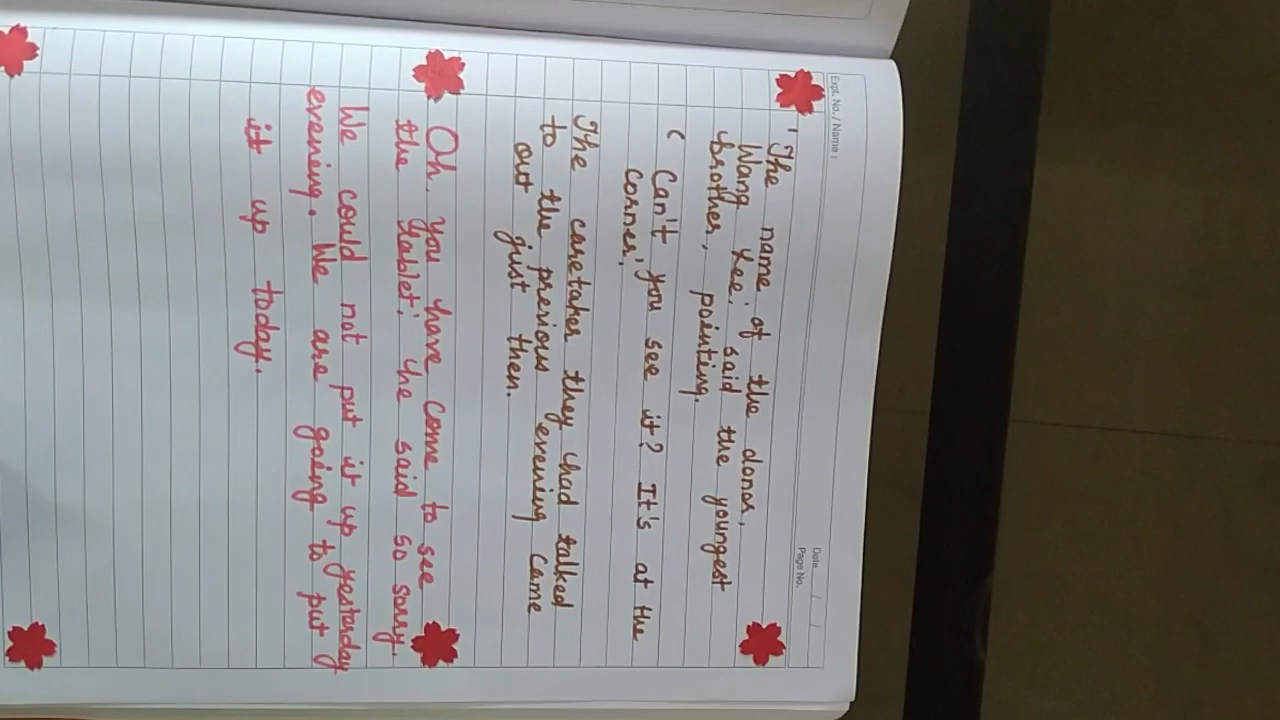 Expt. No. / Name :
Date / /
Page No.
'The name of the donor,
Wang Lee', said the youngest
brother, pointing.
( Can't you see it? It's at the
corner'.
The caretaker they had talked
to the previous evening came
out just then.
Oh, you have come to see
the tablet', he said so sorry.
We could not put it up yesterday
evening. We are going to put
it up today.